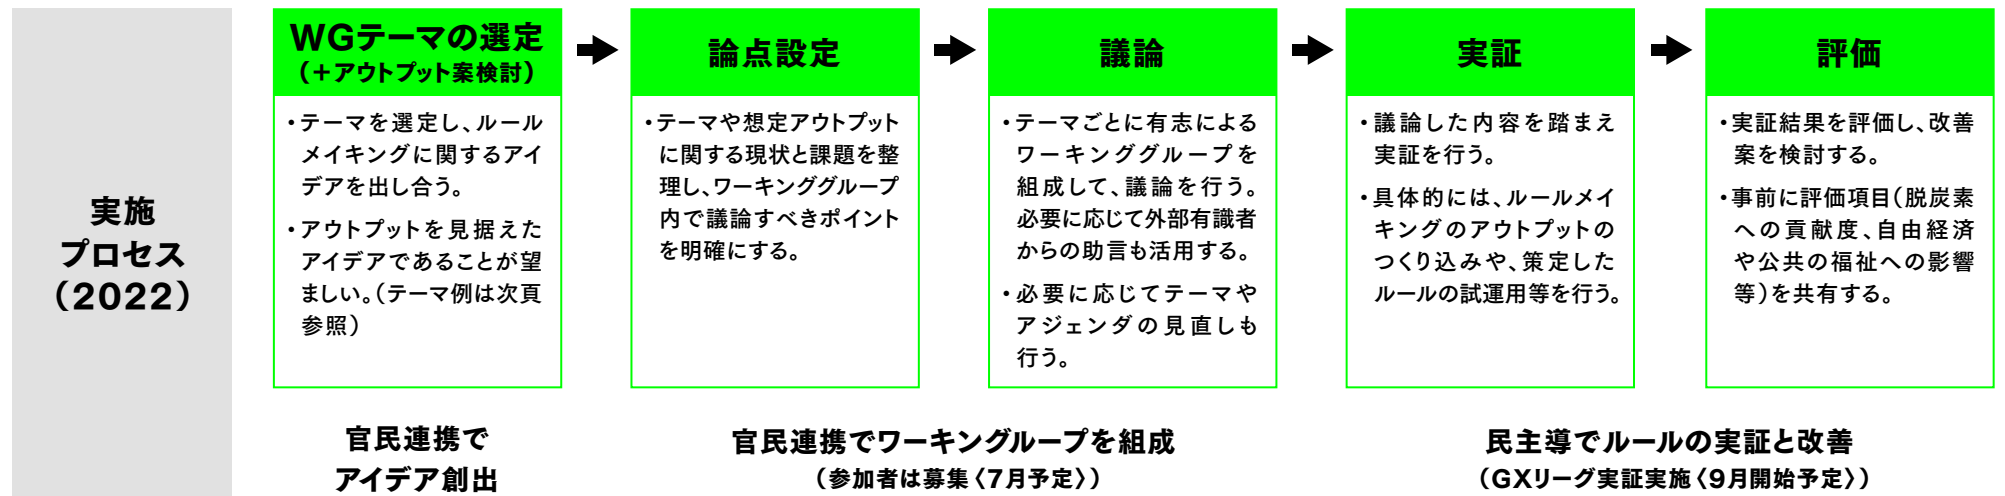 実施
プロセス
（2022）
WGテーマの選定
（＋アウトプット案検討）
・テーマを選定し、ルール
メイキングに関するアイ
デアを出し合う。
・アウトプットを見据えた
アイデアであることが望
ましい。（テーマ例は次頁
参照）
論点設定
・テーマや想定アウトプット
に関する現状と課題を整
理し、ワーキンググループ
内で議論すべきポイント
を明確にする。
議論
・テーマごとに有志による
ワーキンググループを
組成して、議論を行う。
必要に応じて外部有識者
からの助言も活用する。
・必要に応じてテーマや
アジェンダの見直しも
行う。
実証
・議論した内容を踏まえ
実証を行う。
・具体的には、ルールメイ
キングのアウトプットの
つくり込みや、策定した
ルールの試運用等を行う。
評価
・実証結果を評価し、改善
案を検討する。
・事前に評価項目（脱炭素
への貢献度、自由経済
や公共の福祉への影響
等）を共有する。
官民連携で
アイデア創出
官民連携でワーキングループを組成
（参加者は募集〈7月予定〉）
民主導でルールの実証と改善
（GXリーグ実証実施〈9月開始予定〉）